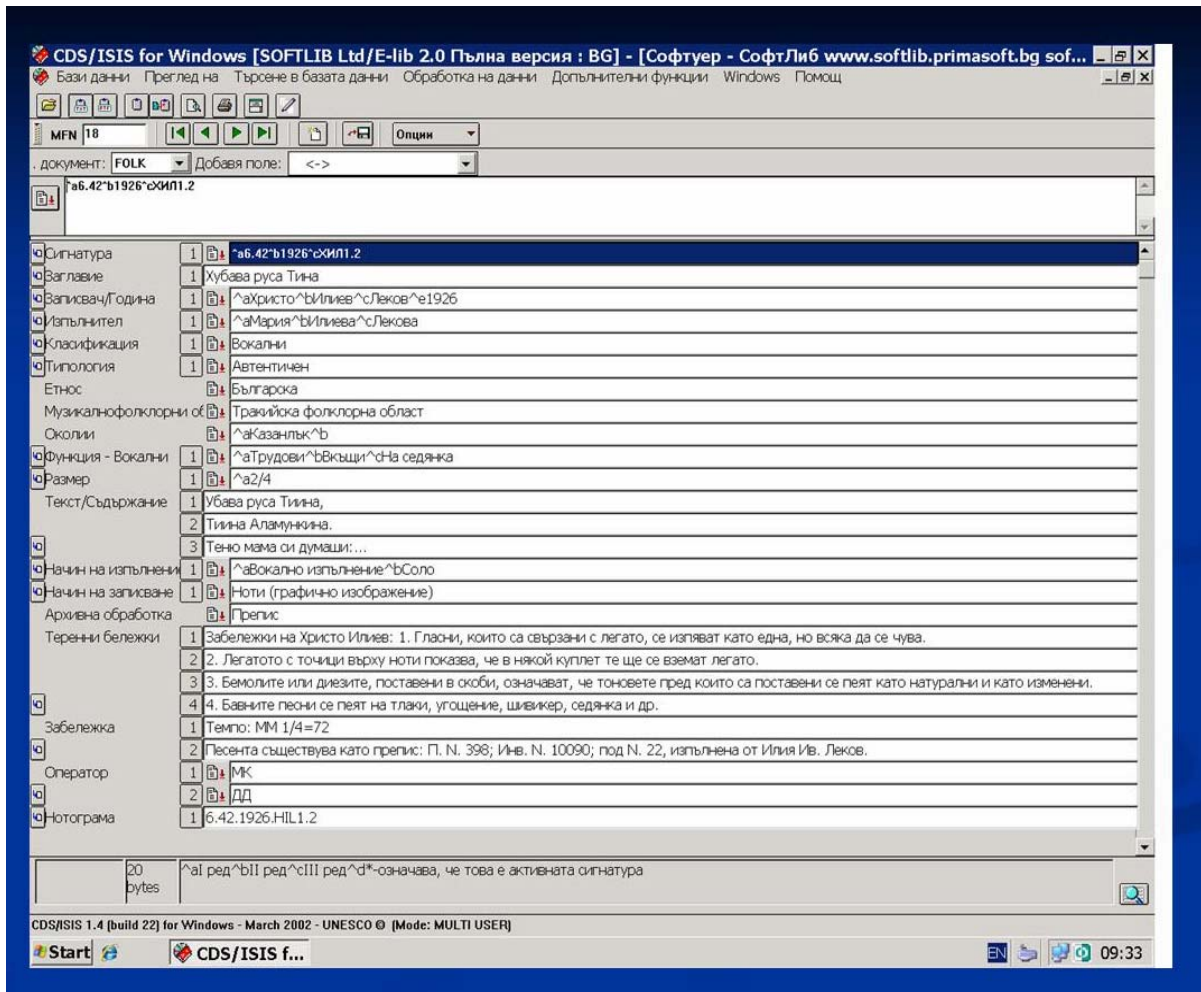 CDS/ISIS for Windows [SOFTLIB Ltd/E-lib 2.0 Пълна версия : BG] - [Софтуер - СофтЛиб www.softlib.primasoft.bg sof...
Бази данни Преглед на Търсене в базата данни Обработка на данни Допълнителни функции Windows Помощ
MFN 18 Опции
. документ: FOLK Добавя поле: <->
^a6.42^b1926^cХИЛ1.2
Сигнатура 1 ^a6.42^b1926^cХИЛ1.2
Заглавие 1 Хубава руса Тина
Записвач/Година 1 ^aХристо^bИлиев^cЛеков^e1926
Изпълнител 1 ^aМария^bИлиева^cЛекова
Класификация 1 Вокални
Типология 1 Автентичен
Етнос Българска
Музикалнофолклорни об Тракийска фолклорна област
Околии ^aКазанлък^b
Функция - Вокални 1 ^aТрудови^bВкъщи^cНа седянка
Размер 1 ^a2/4
Текст/Съдържание 1 Убава руса Тиина,
2 Тиина Аламункина.
3 Теню мама си думаши:...
Начин на изпълнени 1 ^aВокално изпълнение^bСоло
Начин на записване 1 Ноти (графично изображение)
Архивна обработка Препис
Теренни бележки 1 Забележки на Христо Илиев: 1. Гласни, които са свързани с легато, се изпяват като една, но всяка да се чува.
2 2. Легатото с точици върху ноти показва, че в някой куплет те ще се вземат легато.
3 3. Бемолите или диезите, поставени в скоби, означават, че тоновете пред които са поставени се пеят като натурални и като изменени.
4 4. Бавните песни се пеят на тлаки, угощение, шивикер, седянка и др.
Забележка 1 Темпо: ММ 1/4=72
2 Песента съществува като препис: П. N. 398; Инв. N. 10090; под N. 22, изпълнена от Илия Ив. Леков.
Оператор 1 МК
2 ДД
Нотограма 1 6.42.1926.HIL1.2
20 bytes ^aI ред^bII ред^cIII ред^d*-означава, че това е активната сигнатура
CDS/ISIS 1.4 (build 22) for Windows - March 2002 - UNESCO © (Mode: MULTI USER)
Start CDS/ISIS f... EN 09:33